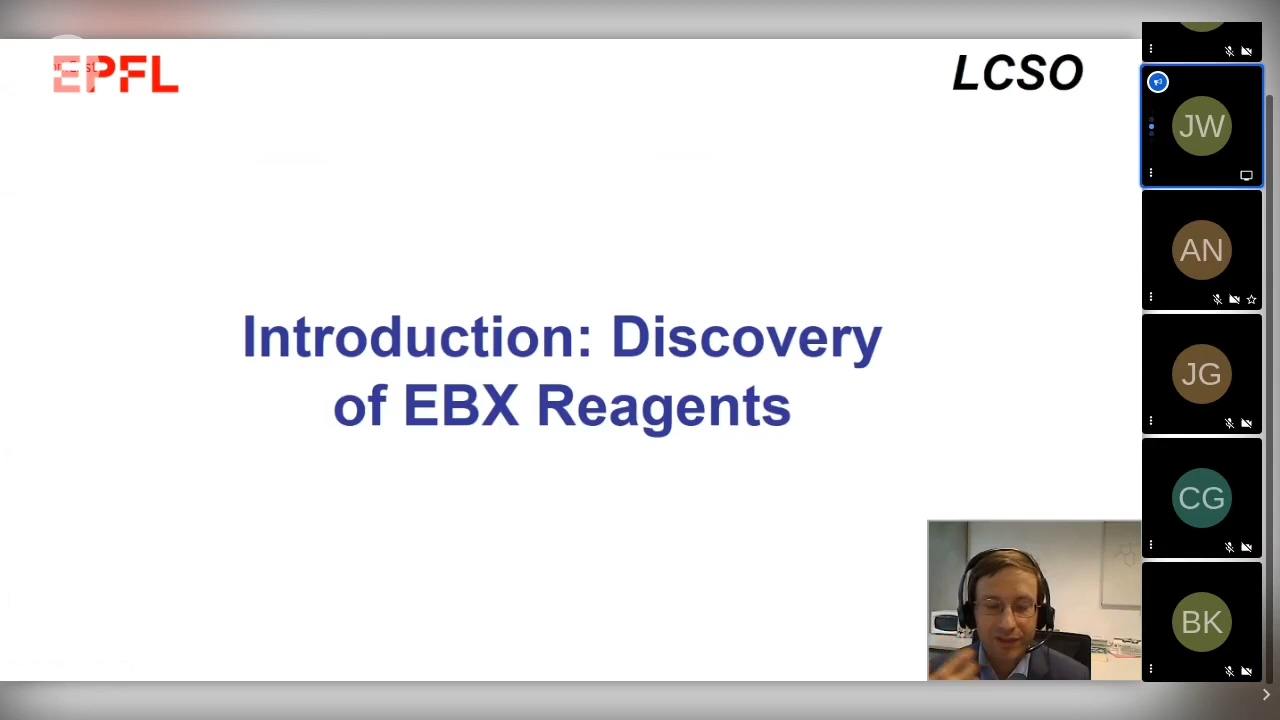 EPFL
LCSO
Introduction: Discovery
of EBX Reagents
JW
AN
JG
CG
BK